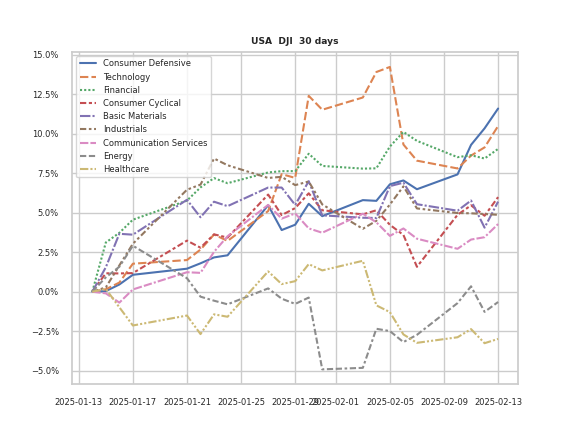 USA DJI 30 days
15.0%
12.5%
10.0%
7.5%
5.0%
2.5%
0.0%
−2.5%
−5.0%
Consumer Defensive
Technology
Financial
Consumer Cyclical
Basic Materials
Industrials
Communication Services
Energy
Healthcare
2025-01-13 2025-01-17 2025-01-21 2025-01-25 2025-01-29 2025-02-01 2025-02-05 2025-02-09 2025-02-13